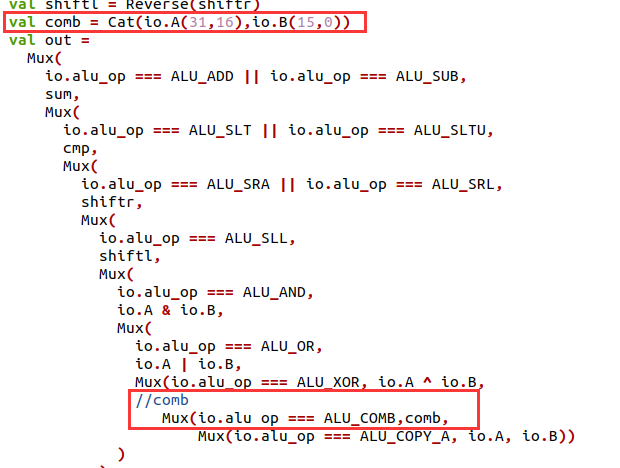 val shiftl = Reverse(shiftr)
val comb = Cat(io.A(31,16),io.B(15,0))
val out =
Mux(
io.alu_op === ALU_ADD || io.alu_op === ALU_SUB,
sum,
Mux(
io.alu_op === ALU_SLT || io.alu_op === ALU_SLTU,
cmp,
Mux(
io.alu_op === ALU_SRA || io.alu_op === ALU_SRL,
shiftr,
Mux(
io.alu_op === ALU_SLL,
shiftl,
Mux(
io.alu_op === ALU_AND,
io.A & io.B,
Mux(
io.alu_op === ALU_OR,
io.A | io.B,
Mux(io.alu_op === ALU_XOR, io.A ^ io.B,
//comb
Mux(io.alu_op === ALU_COMB,comb,
Mux(io.alu_op === ALU_COPY_A, io.A, io.B))
)
)